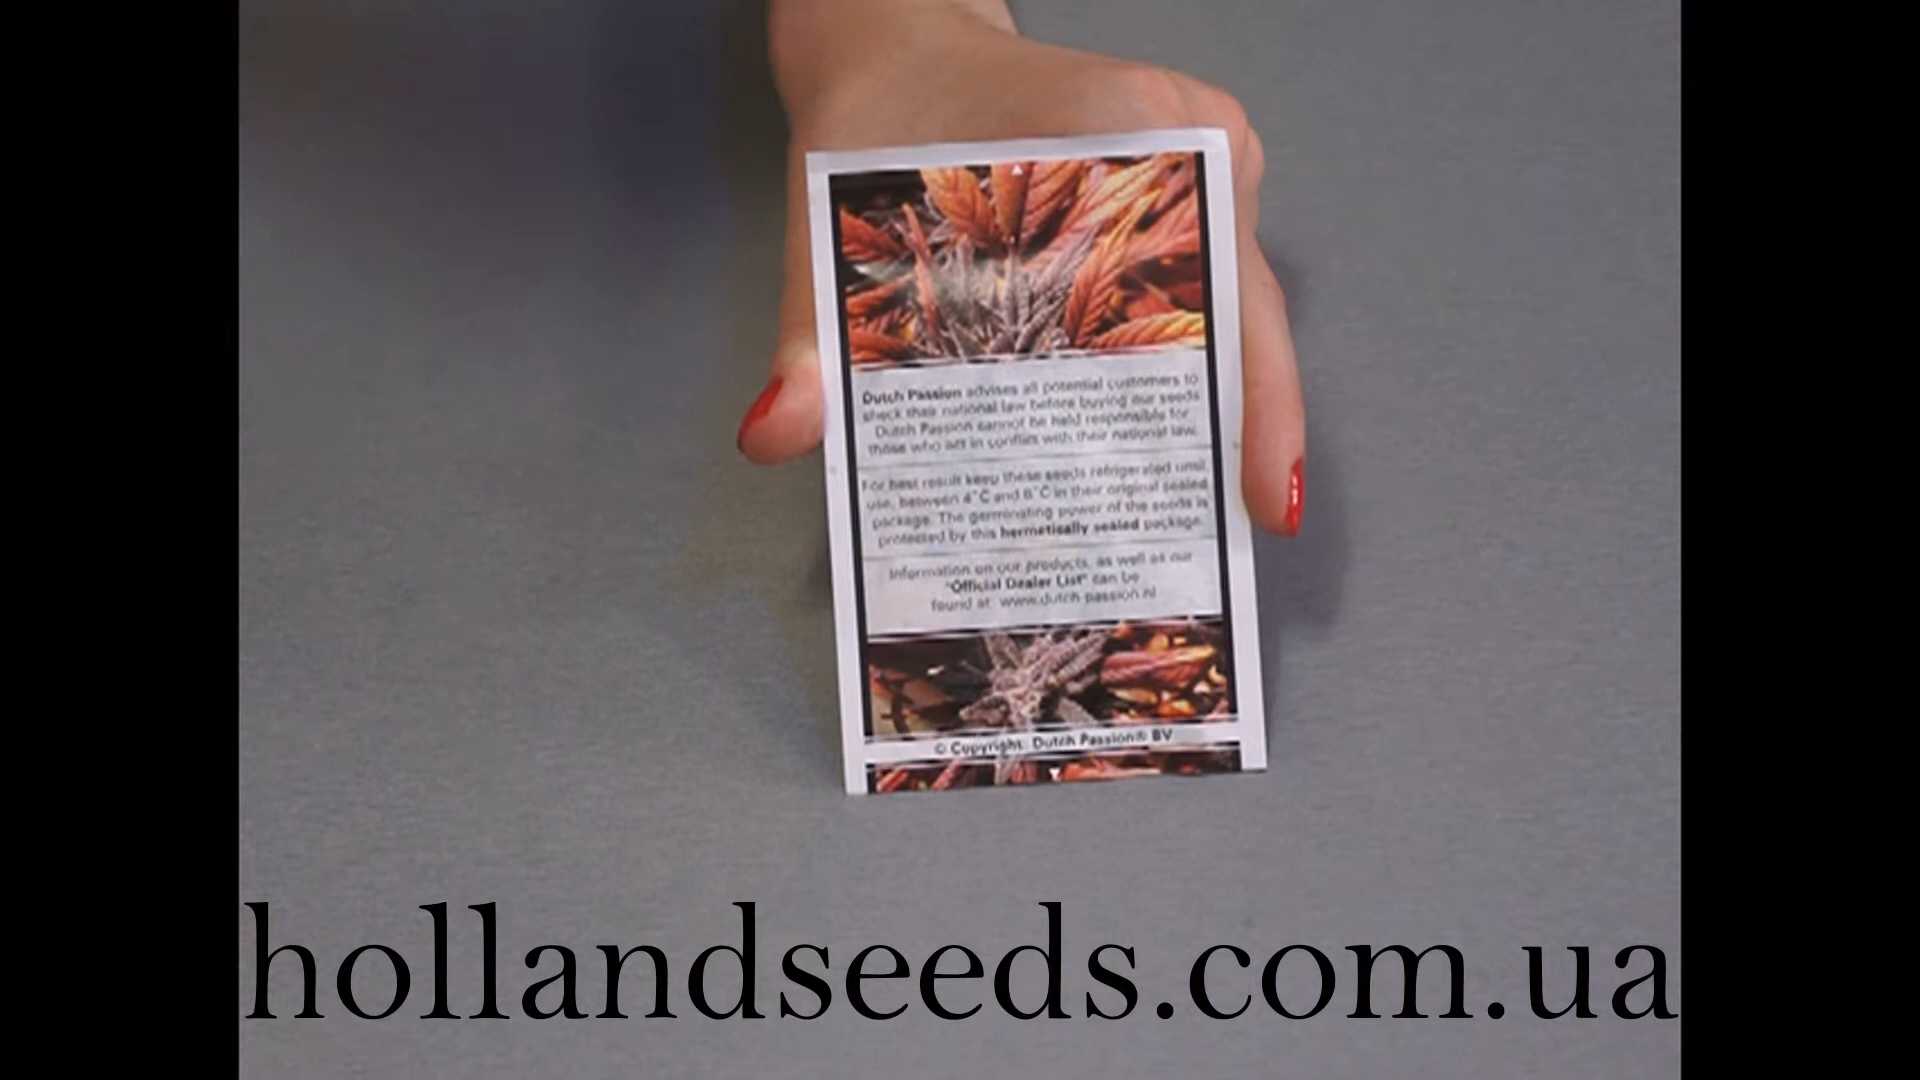 Dutch Passion advises all potential customers to
check their national law before buying our seeds
Dutch Passion cannot be held responsible for
those who act in conflict with their national law.
For best result keep these seeds refrigerated until
use, between 4°C and 8°C in their original sealed
package. The germinating power of the seeds is
protected by this hermetically sealed package.
Information on our products, as well as our
"Official Dealer List" can be
found at: www.dutch-passion.nl
© Copyright: Dutch Passion® BV
hollandseeds.com.ua